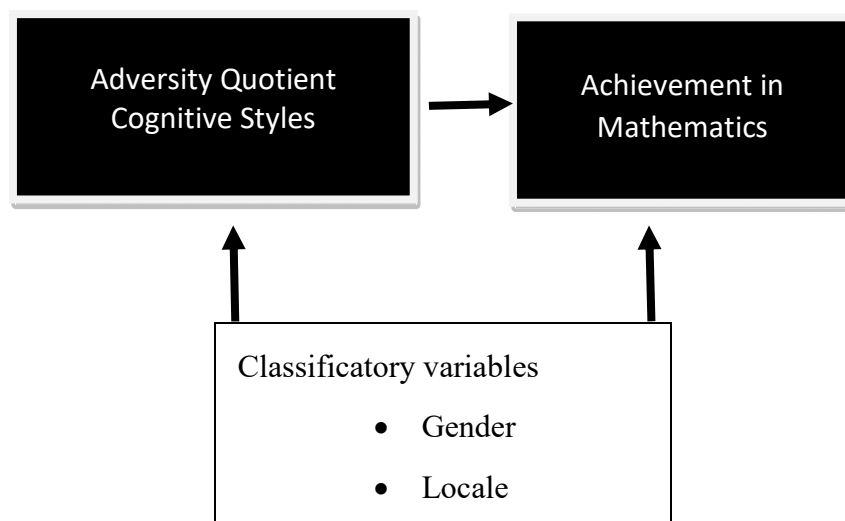 Adversity Quotient
Cognitive Styles
Achievement in
Mathematics
Classificatory variables
• Gender
• Locale